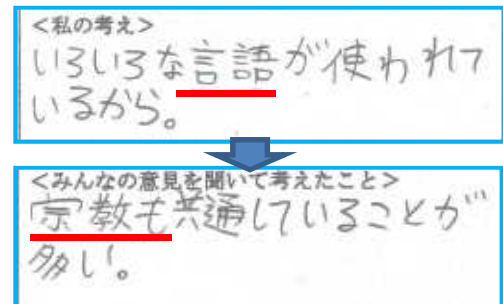 <私の考え>
いろいろな言語が使われて
いるから。
<みんなの意見を聞いて考えたこと>
宗教も共通していることが
多い。